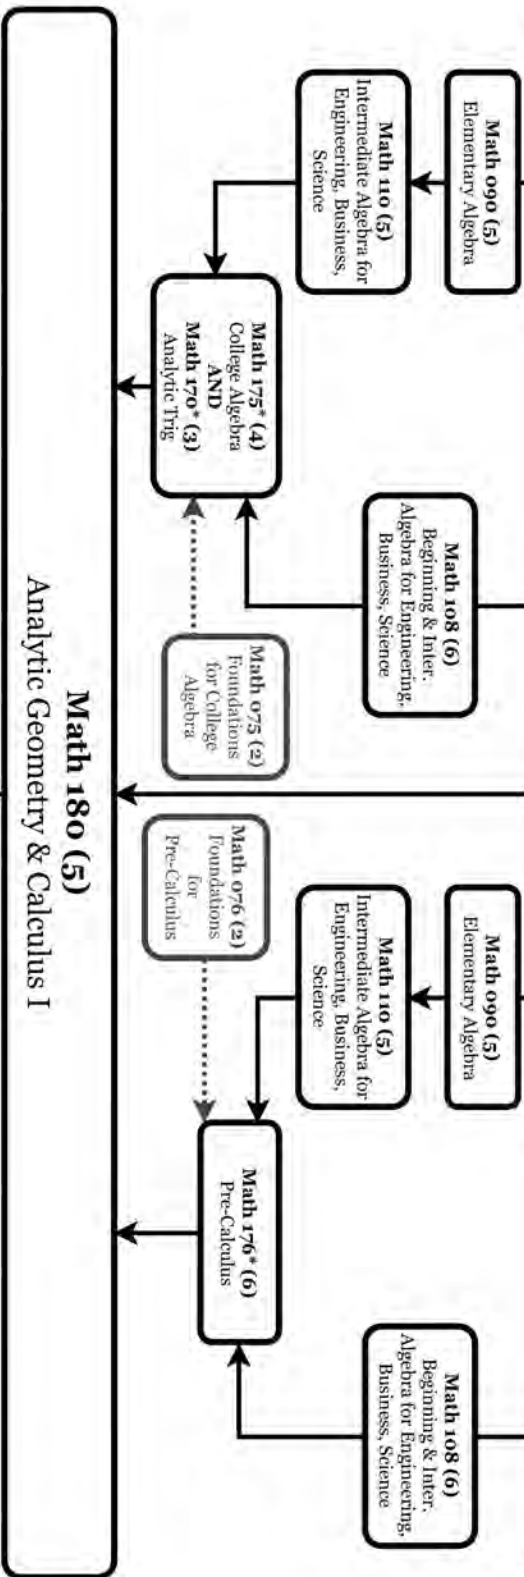 Math 090 (5)
Elementary Algebra
Math 110 (5)
Intermediate Algebra for
Engineering, Business,
Science
Math 175* (4)
College Algebra
AND
Math 170* (3)
Analytic Trig
Math 108 (6)
Beginning & Inter.
Algebra for Engineering,
Business, Science
Math 075 (2)
Foundations
for College
Algebra
Math 076 (2)
Foundations
for
Pre-Calculus
Math 090 (5)
Elementary Algebra
Math 110 (5)
Intermediate Algebra for
Engineering, Business,
Science
Math 176* (6)
Pre-Calculus
Math 108 (6)
Beginning & Inter.
Algebra for Engineering,
Business, Science
Math 180 (5)
Analytic Geometry & Calculus I